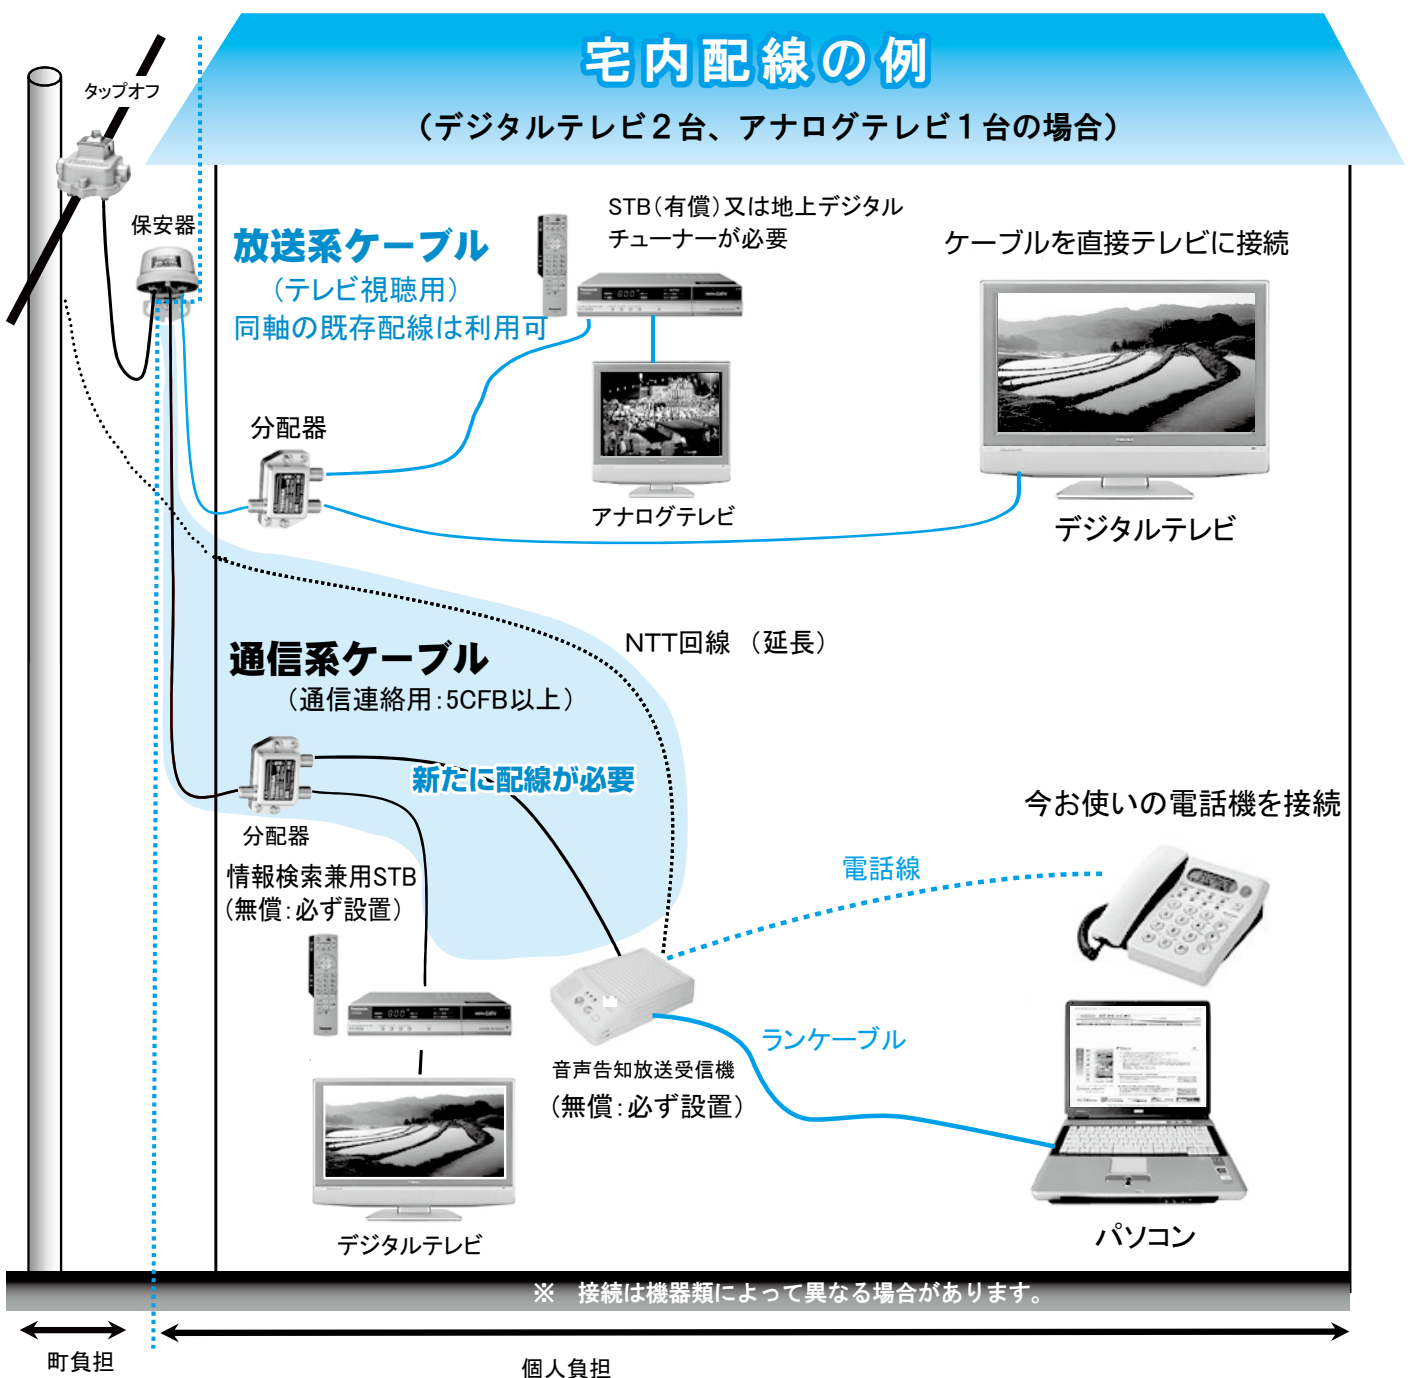 宅内配線の例
（デジタルテレビ２台、アナログテレビ１台の場合）
タップオフ
保安器
放送系ケーブル
（テレビ視聴用）
同軸の既存配線は利用可
STB（有償）又は地上デジタル
チューナーが必要
ケーブルを直接テレビに接続
分配器
アナログテレビ
デジタルテレビ
NTT回線 （延長）
通信系ケーブル
（通信連絡用：5CFB以上）
新たに配線が必要
分配器
情報検索兼用STB
（無償：必ず設置）
今お使いの電話機を接続
電話線
ランケーブル
音声告知放送受信機
（無償：必ず設置）
デジタルテレビ
パソコン
※　接続は機器類によって異なる場合があります。
町負担
個人負担